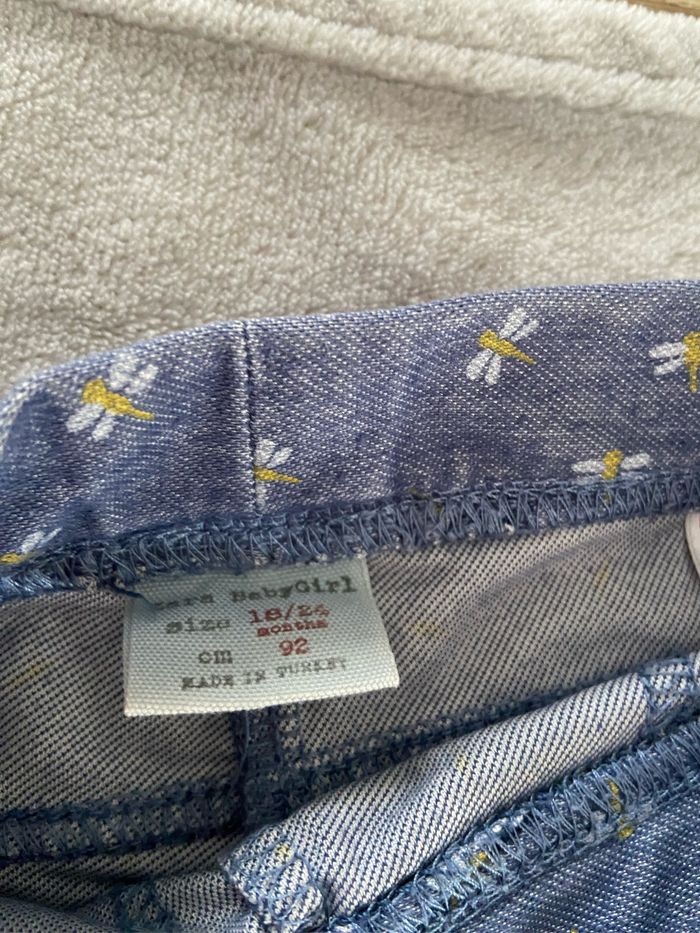 Zara BabyGirl
size 18/24
months
cm 92
MADE IN TURKEY